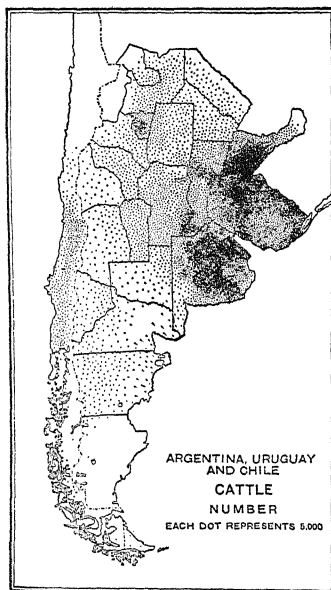 ARGENTINA, URUGUAY
AND CHILE
CATTLE
NUMBER
EACH DOT REPRESENTS 5,000